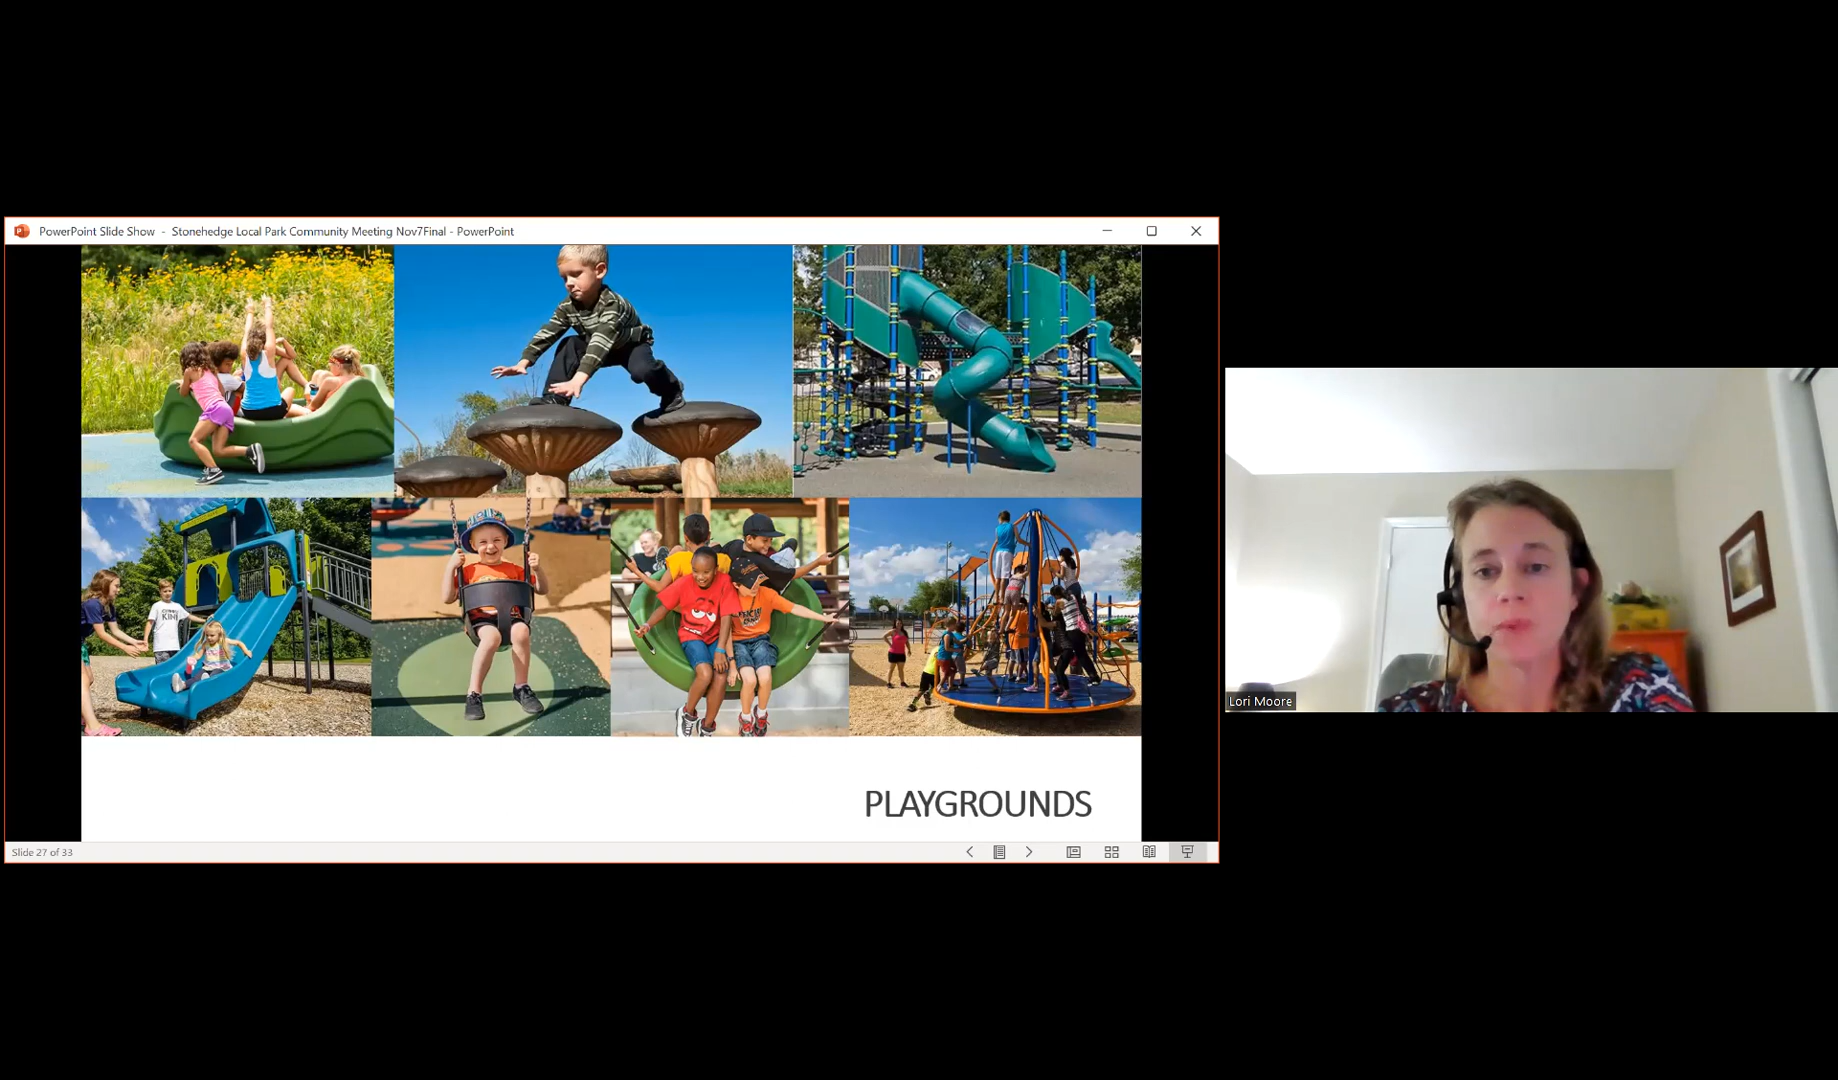 PowerPoint Slide Show - Stonehedge Local Park Community Meeting Nov7Final - PowerPoint
PLAYGROUNDS
Slide 27 of 33
Lori Moore